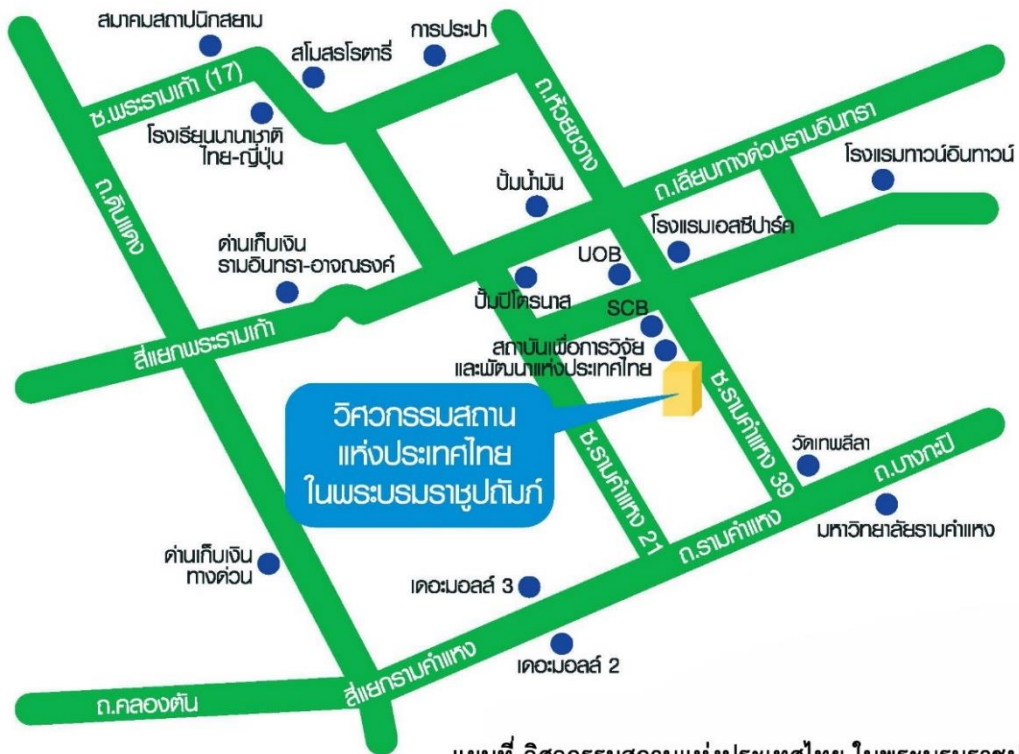 สมาคมสถาปนิกสยาม
สโมสรโรตารี่
การประปา
ซ.พระรามเก้า (17)
โรงเรียนนานาชาติ
ไทย-ญี่ปุ่น
ถ.ห้วยขวาง
ถ.เลียบทางด่วนรามอินทรา
โรงแรมทาวน์อินทาวน์
ปั้มน้ำมัน
ถ.ดินแดง
โรงแรมเอสซีปาร์ค
ด่านเก็บเงิน
รามอินทรา-อาจณรงค์
UOB
ปั้มปิโตรนาส
SCB
สี่แยกพระรามเก้า
สถาบันเพื่อการวิจัย
และพัฒนาแห่งประเทศไทย
วิศวกรรมสถาน
แห่งประเทศไทย
ในพระบรมราชูปถัมภ์
ซ.รามคำแหง 39
วัดเทพลีลา
ถ.บางกะปิ
ซ.รามคำแหง 21
มหาวิทยาลัยรามคำแหง
ถ.รามคำแหง
ด่านเก็บเงิน
ทางด่วน
เดอะมอลล์ 3
เดอะมอลล์ 2
สี่แยกรามคำแหง
ถ.คลองตัน